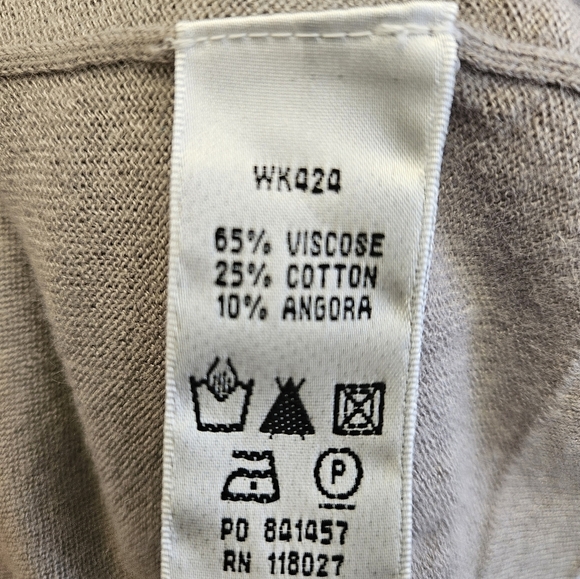 WK424
65% VISCOSE
25% COTTON
10% ANGORA
P
PO 841457
RN 118027